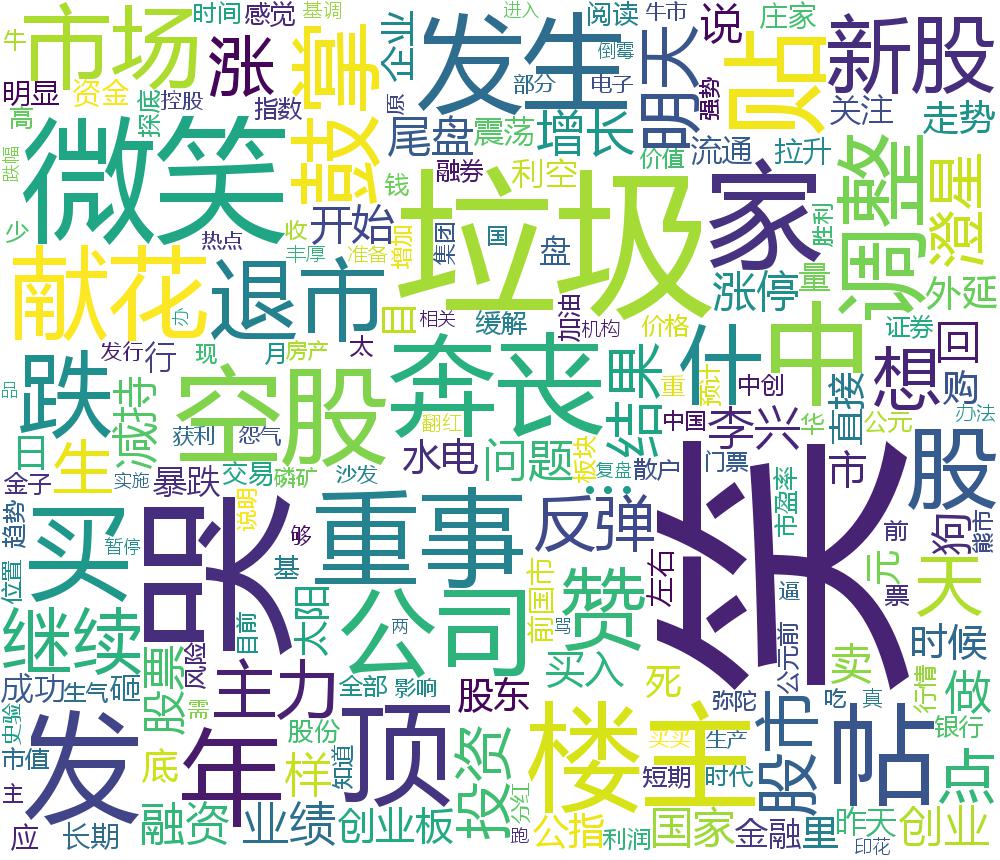 市场
时间
感觉
基调
进入
牛市
说
庄家
牛
涨
鼓掌
企业
发生
倒霉
阅读
明天
强势
贴
新股
明显
资金
控股
探底
指数
原
部分
电子
关注
走势
高
微笑
尾盘
震荡
增长
价值
流通
拉升
跌幅
钱
融券
利空
垃圾
家
胜利
调整
澄星
少
热点
开始
收
丰厚
准备
增加
集团
国
盘
献花
退市
目
相关
缓解
加油
机构
价格
涨停
量
外延
证券
办
发行
行
现
月
房产
太
奔丧
结果
什
中
想
回
品
跌
减持
空股
翻红
重
预计
中创
中国
李兴
直接
华
公元
购
办法
日
生
获利
怨气
交易
磷矿
沙发
水电
问题
板块
复盘
散户
门票
市盈率
市
股
金子
实施
暴跌
说明
够
重事
反弹
…
笑
前
狗
熊市
趋势
位置
暂停
买
哭
目前
基
太阳
公司
两
前国市
骂
赞
左右
逼
公元前
元
票
天
继续
股票
风险
成功
生气
砸
主力
全部
影响
股东
买入
死
弥陀
卖
吃
真
行情
时候
做
史验
市值
主
发
需
底
年
股份
样
知道
顶
投资
分红
楼主
买买
生产
短期
时代
股市
帖
银行
点
应
长期
融资
业绩
创业板
跑
公指
利润
国家
金融
里
昨天
印花
创业